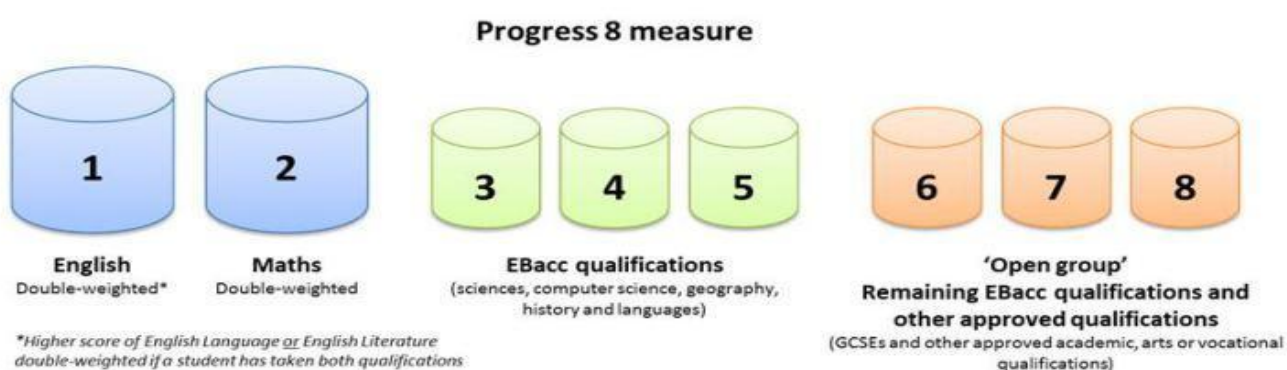 Progress 8 measure
1
2
3
4
5
6
7
8
English
Double-weighted*
Maths
Double-weighted
EBacc qualifications
(sciences, computer science, geography,
history and languages)
'Open group'
Remaining EBacc qualifications and
other approved qualifications
(GCSEs and other approved academic, arts or vocational
qualifications)
*Higher score of English Language or English Literature
double-weighted if a student has taken both qualifications